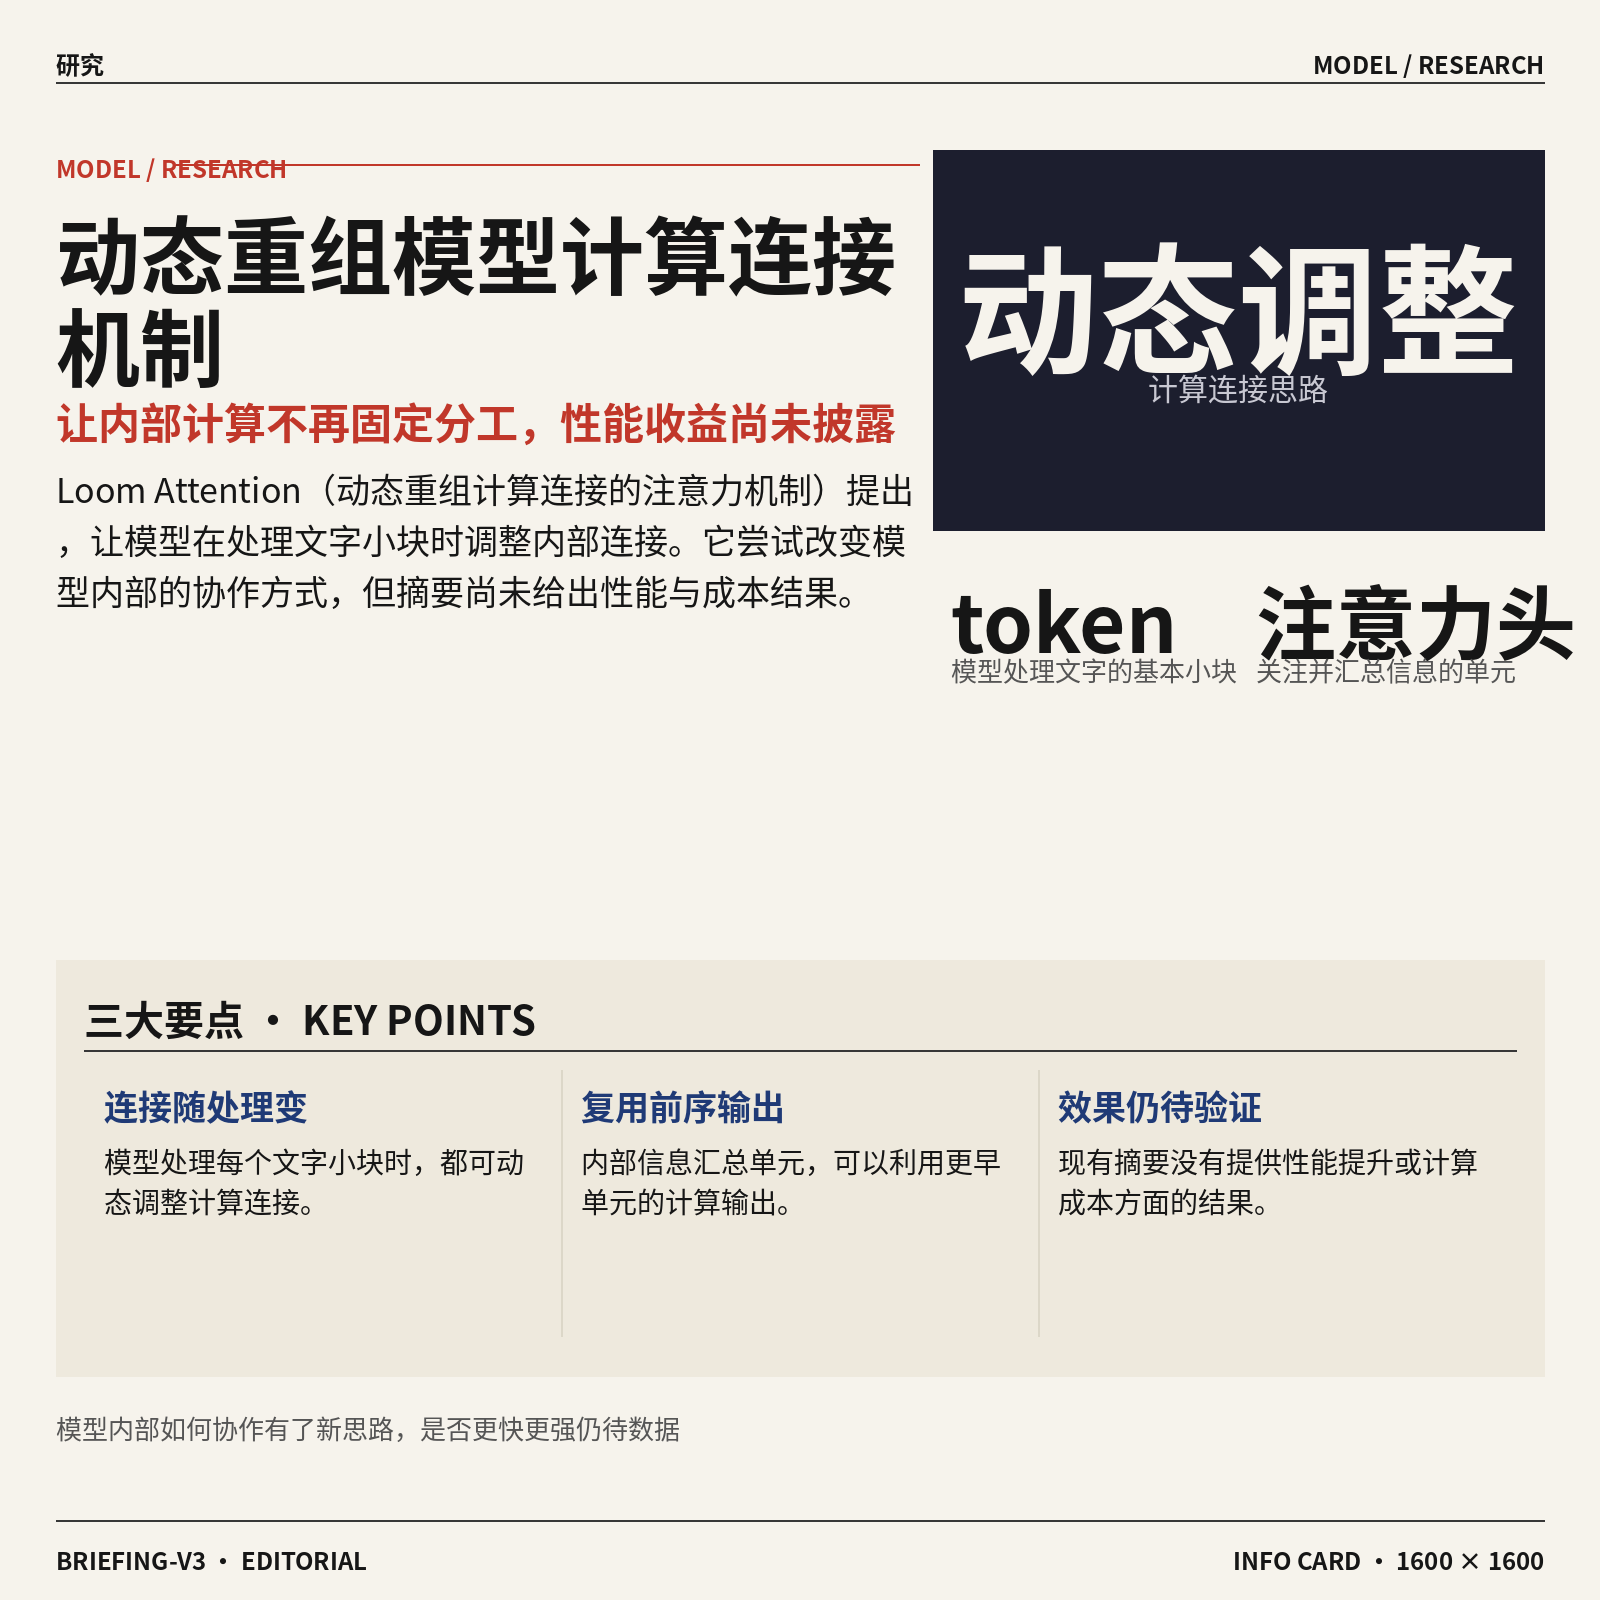 研究
MODEL / RESEARCH
MODEL / RESEARCH
动态重组模型计算连接
机制
让内部计算不再固定分工，性能收益尚未披露
Loom Attention（动态重组计算连接的注意力机制）提出
，让模型在处理文字小块时调整内部连接。它尝试改变模
型内部的协作方式，但摘要尚未给出性能与成本结果。
动态调整
计算连接思路
token
模型处理文字的基本小块
注意力头
关注并汇总信息的单元
三大要点 · KEY POINTS
连接随处理变
模型处理每个文字小块时，都可动
态调整计算连接。
复用前序输出
内部信息汇总单元，可以利用更早
单元的计算输出。
效果仍待验证
现有摘要没有提供性能提升或计算
成本方面的结果。
模型内部如何协作有了新思路，是否更快更强仍待数据
BRIEFING-V3 · EDITORIAL
INFO CARD · 1600 × 1600